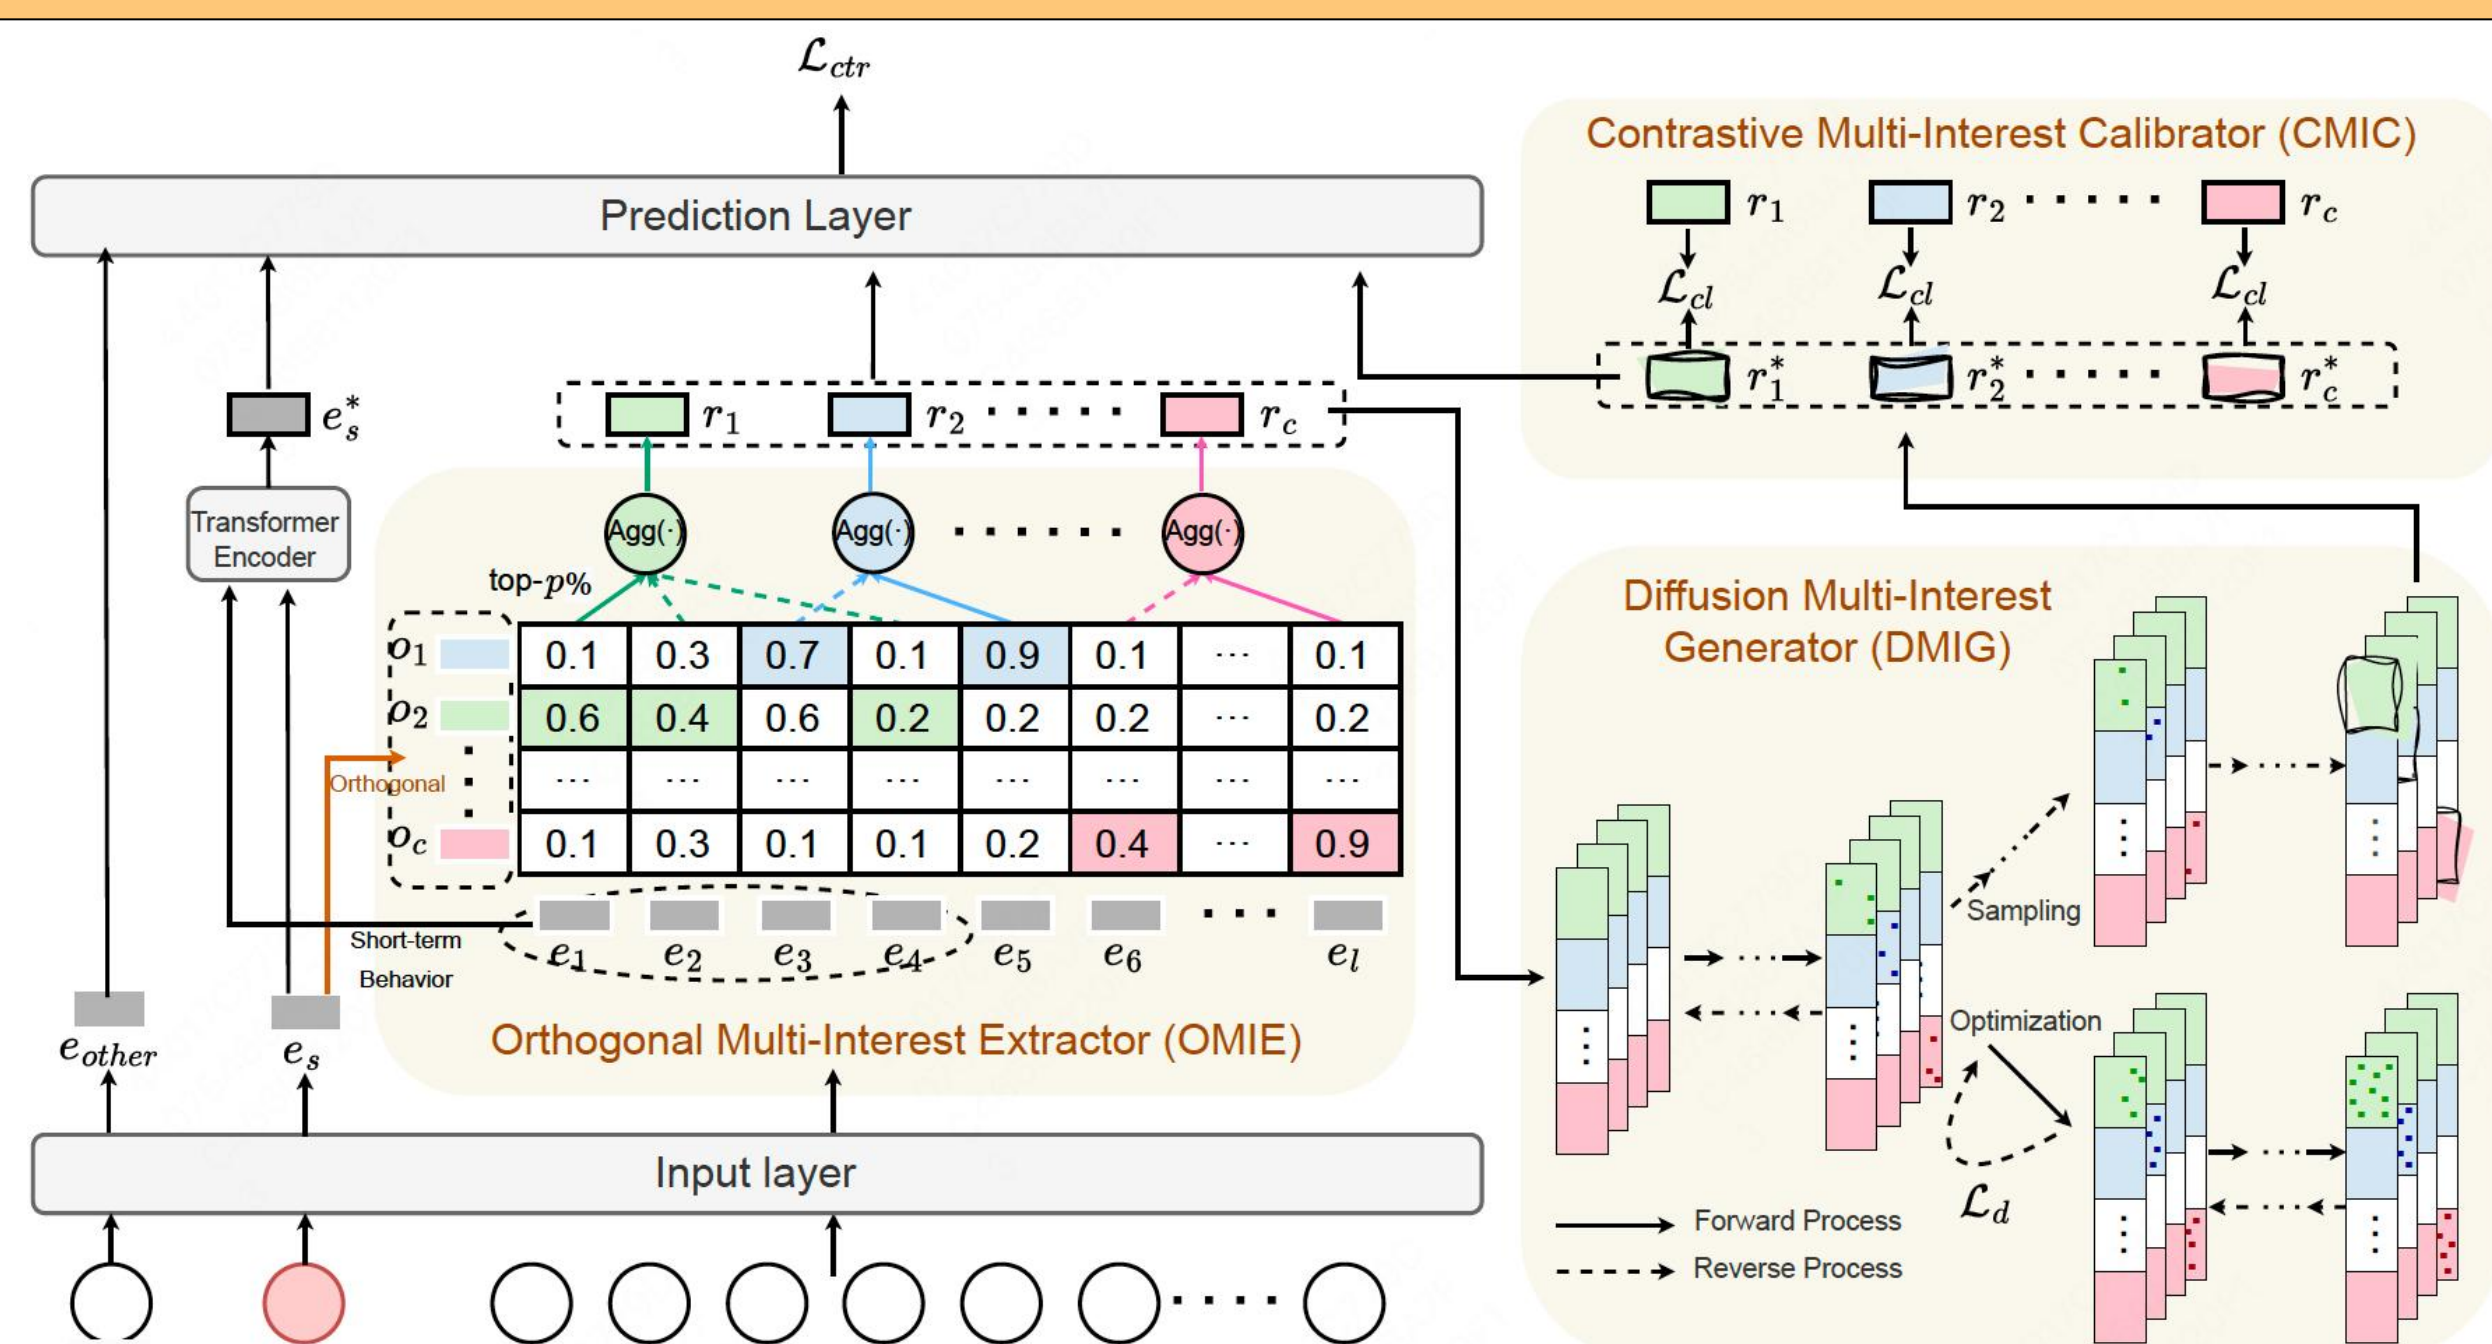 ℒctr
Prediction Layer
e*s
r1 r2 ····· rc
Transformer
Encoder
Agg(·) Agg(·) ······ Agg(·)
top-p%
o1 0.1 0.3 0.7 0.1 0.9 0.1 ... 0.1
o2 0.6 0.4 0.6 0.2 0.2 0.2 ... 0.2
Orthogonal ... ... ... ... ... ... ... ...
oc 0.1 0.3 0.1 0.1 0.2 0.4 ... 0.9
Short-term
Behavior
e1 e2 e3 e4 e5 e6 ··· el
eother es
Orthogonal Multi-Interest Extractor (OMIE)
Input layer
Contrastive Multi-Interest Calibrator (CMIC)
r1 r2 ····· rc
ℒcl ℒcl ℒcl
r*1 r*2 ····· r*c
Diffusion Multi-Interest
Generator (DMIG)
Sampling
Optimization
ℒd
Forward Process
Reverse Process